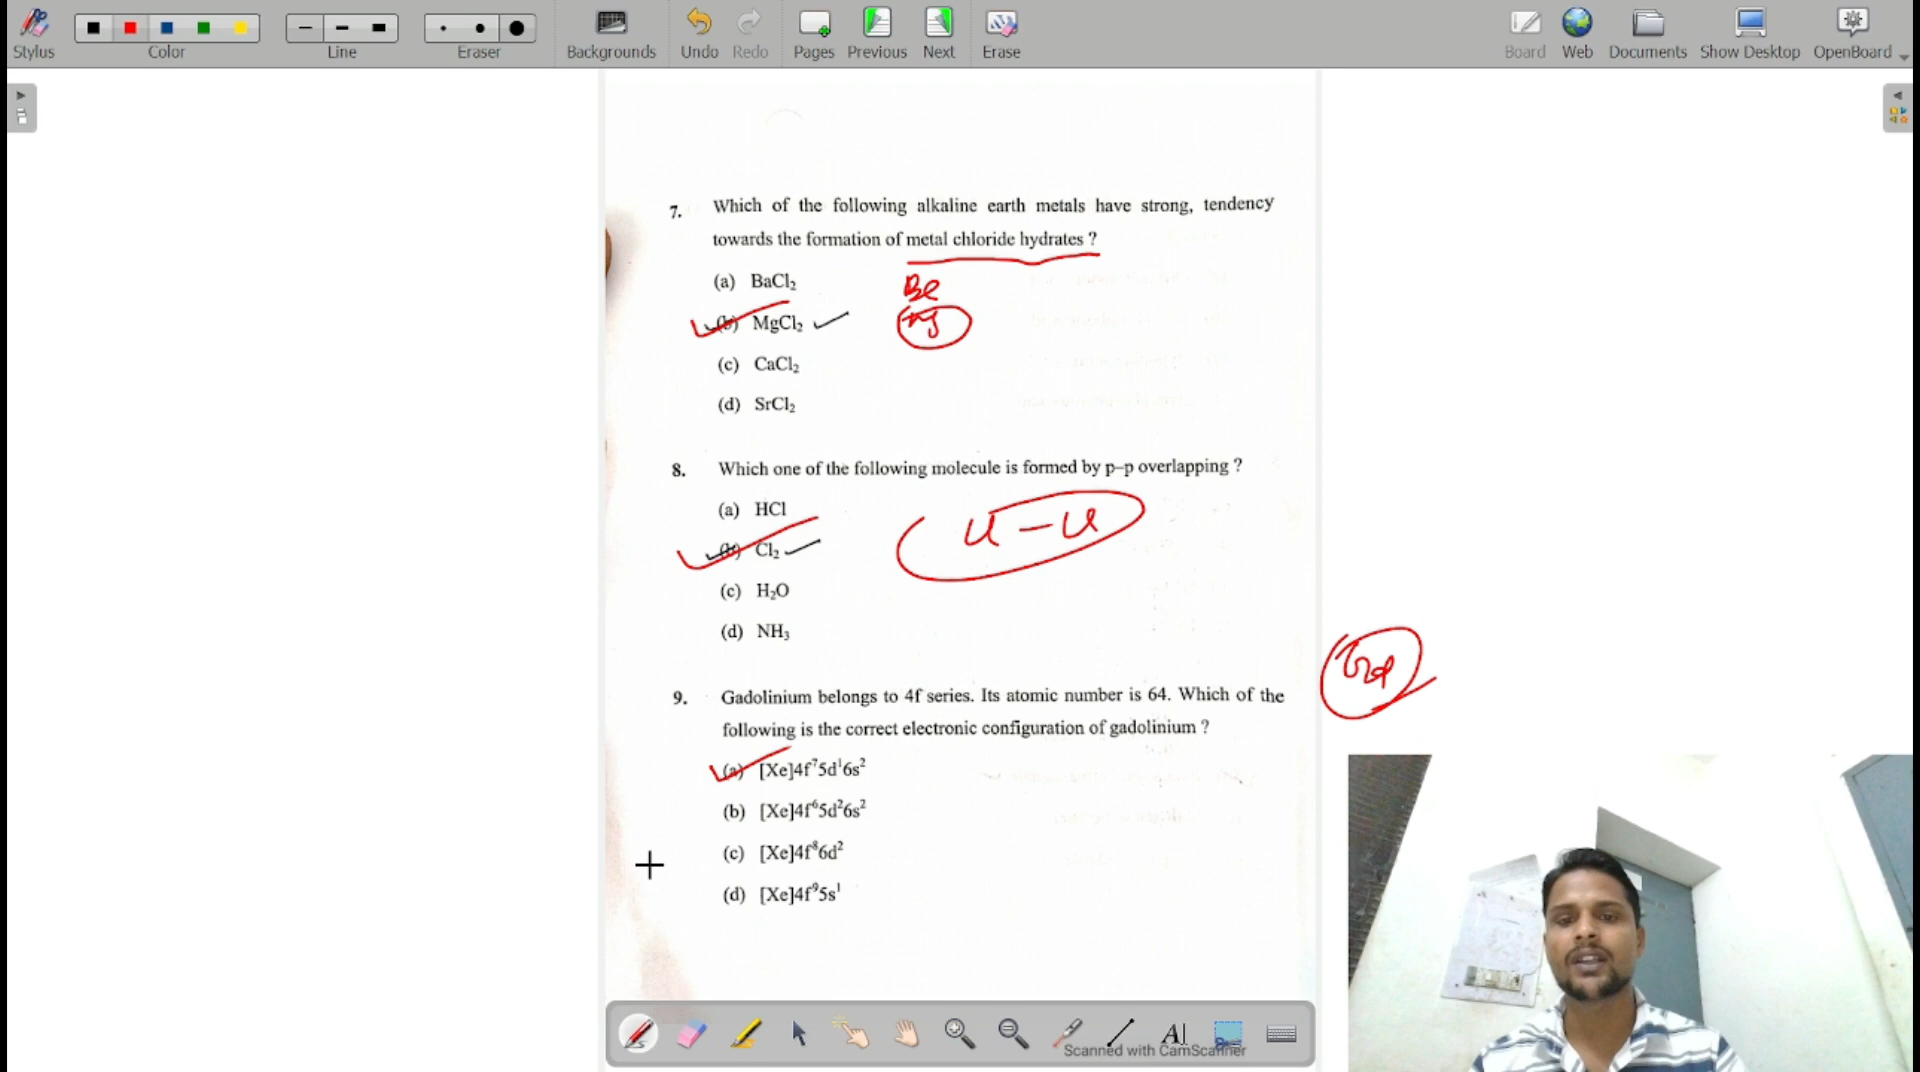 Stylus Color Line Eraser Backgrounds Undo Redo Pages Previous Next Erase Board Web Documents Show Desktop OpenBoard
7. Which of the following alkaline earth metals have strong, tendency
towards the formation of metal chloride hydrates ?
(a) BaCl₂
Be
(b) MgCl₂
Mg
(c) CaCl₂
(d) SrCl₂
8. Which one of the following molecule is formed by p–p overlapping ?
(a) HCl
(b) Cl₂
(c) H₂O
(d) NH₃
9. Gadolinium belongs to 4f series. Its atomic number is 64. Which of the
following is the correct electronic configuration of gadolinium ?
(a) [Xe]4f⁷5d¹6s²
(b) [Xe]4f⁶5d²6s²
(c) [Xe]4f⁸6d²
(d) [Xe]4f⁹5s¹
Scanned with CamScanner